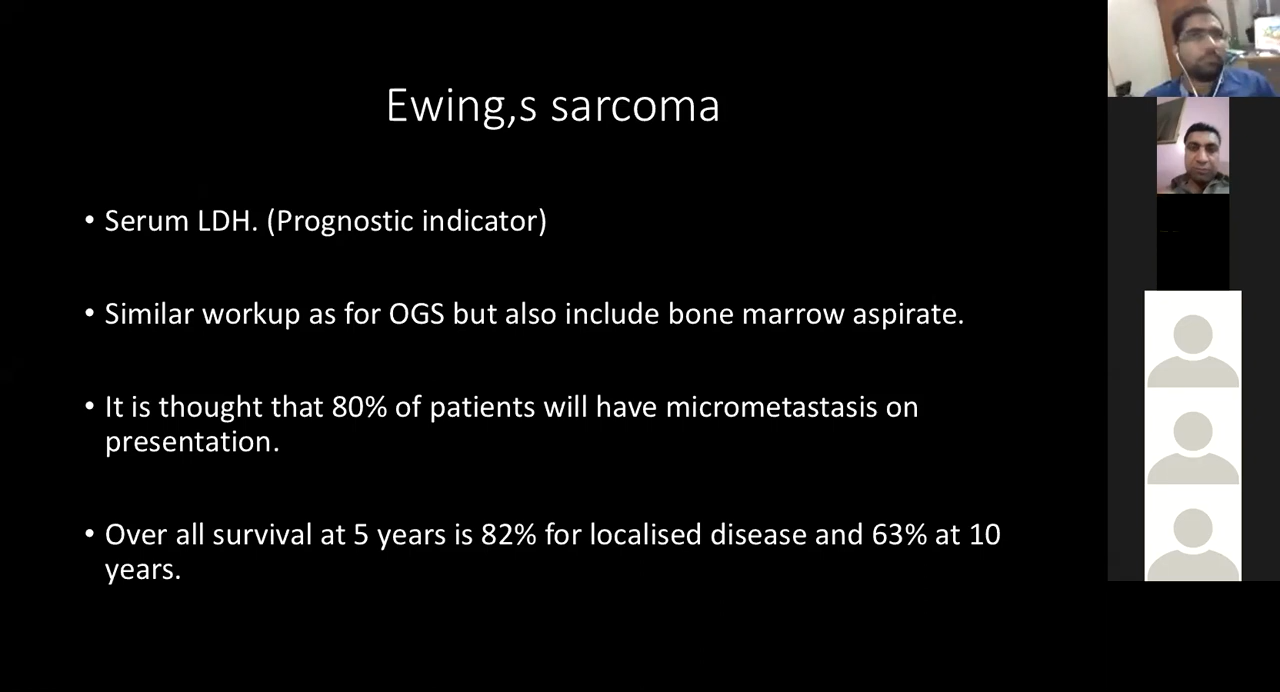 Ewing,s sarcoma
• Serum LDH. (Prognostic indicator)
• Similar workup as for OGS but also include bone marrow aspirate.
• It is thought that 80% of patients will have micrometastasis on
presentation.
• Over all survival at 5 years is 82% for localised disease and 63% at 10
years.